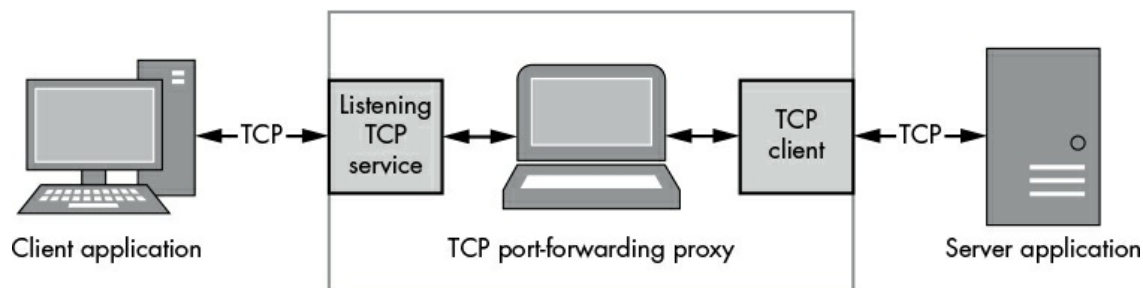 Listening
TCP
service
TCP
client
TCP
TCP
Client application
TCP port-forwarding proxy
Server application